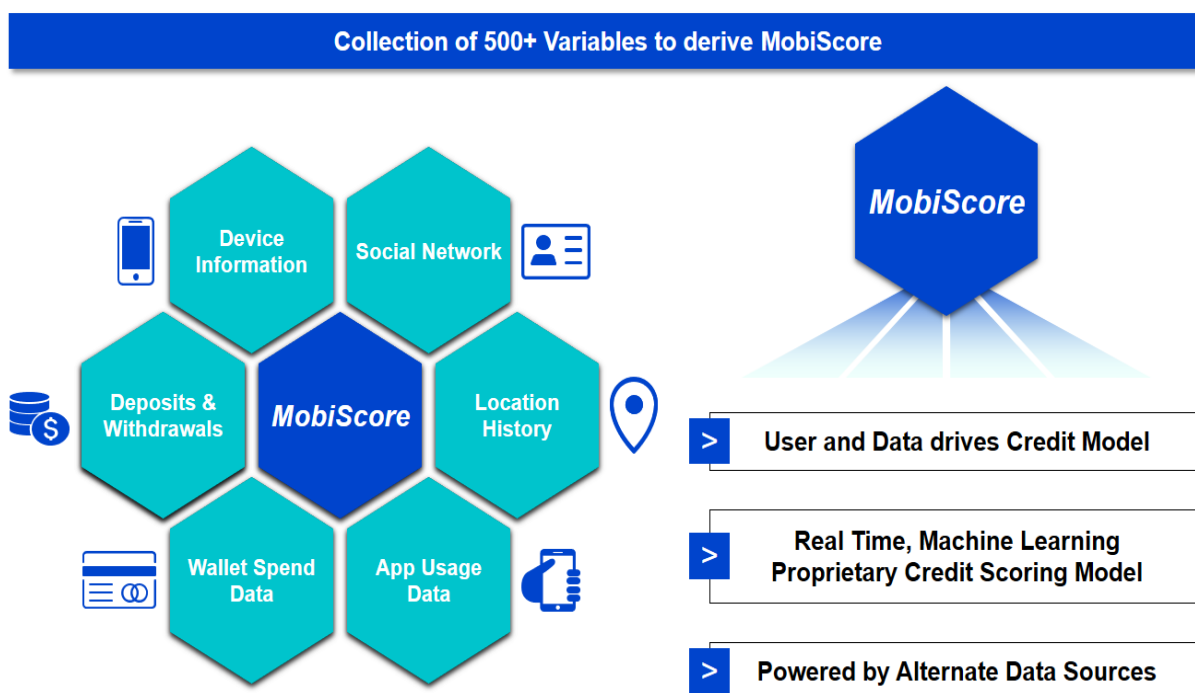 Collection of 500+ Variables to derive MobiScore
Device
Information
Social Network
Deposits &
Withdrawals
MobiScore
Location
History
Wallet Spend
Data
App Usage
Data
MobiScore
> User and Data drives Credit Model
> Real Time, Machine Learning
Proprietary Credit Scoring Model
> Powered by Alternate Data Sources
$